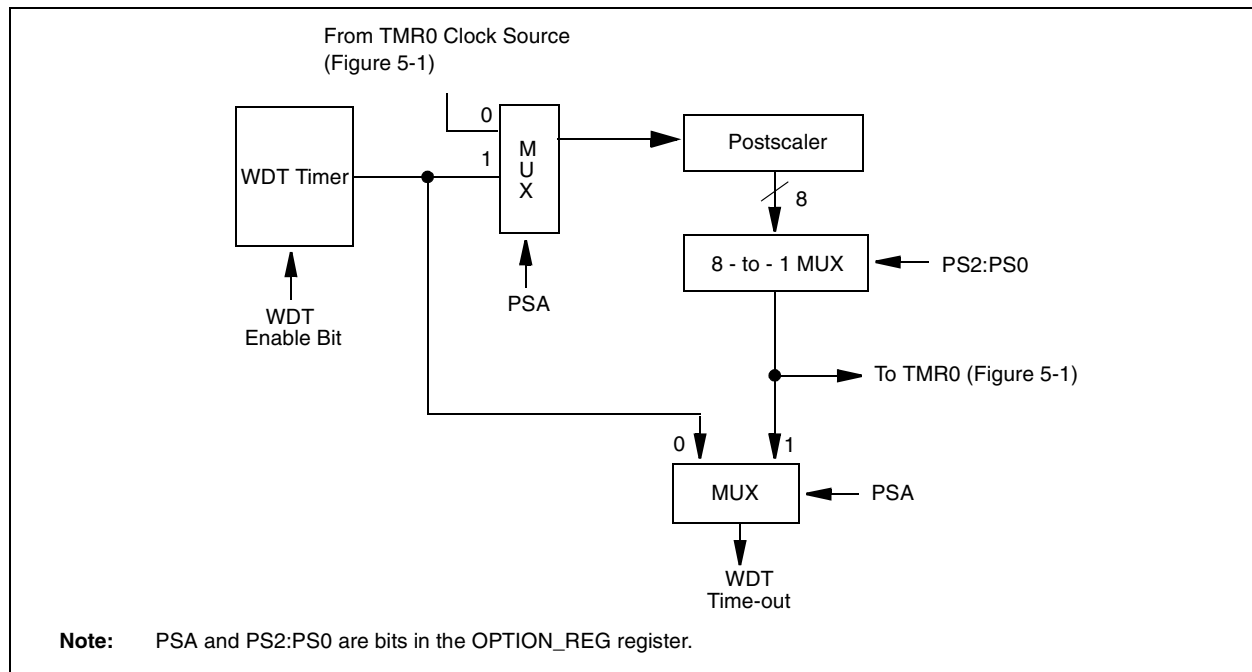 From TMR0 Clock Source
(Figure 5-1)
0
1
M
U
X
WDT Timer
Postscaler
8
8 - to - 1 MUX
PS2:PS0
PSA
WDT
Enable Bit
To TMR0 (Figure 5-1)
0
1
MUX
PSA
WDT
Time-out
Note: PSA and PS2:PS0 are bits in the OPTION_REG register.